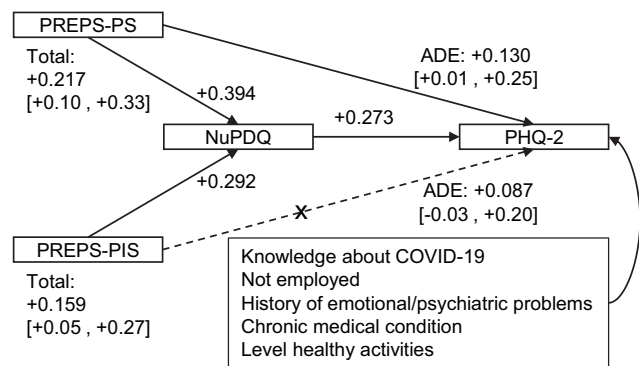 PREPS-PS
Total:
+0.217
[+0.10 , +0.33]
ADE: +0.130
[+0.01 , +0.25]
+0.394
+0.273
NuPDQ
PHQ-2
+0.292
ADE: +0.087
[-0.03 , +0.20]
x
PREPS-PIS
Total:
+0.159
[+0.05 , +0.27]
Knowledge about COVID-19
Not employed
History of emotional/psychiatric problems
Chronic medical condition
Level healthy activities